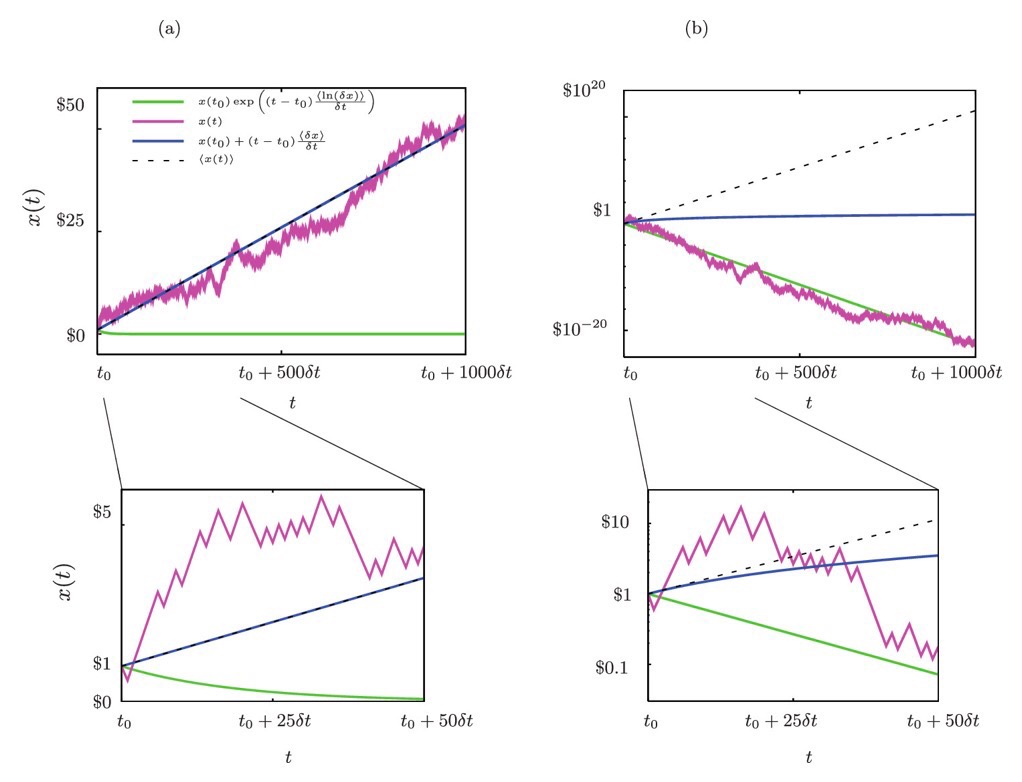 (a)
(b)
$50
$25
$0
x(t)
x(t₀) exp((t − t₀) ⟨ln(δx)⟩/δt)
x(t)
x(t₀) + (t − t₀) ⟨δx⟩/δt
⟨x(t)⟩
t₀ t₀ + 500δt t₀ + 1000δt
t
$10²⁰
$1
$10⁻²⁰
t₀ t₀ + 500δt t₀ + 1000δt
t
$5
$1
$0
x(t)
t₀ t₀ + 25δt t₀ + 50δt
t
$10
$1
$0.1
t₀ t₀ + 25δt t₀ + 50δt
t